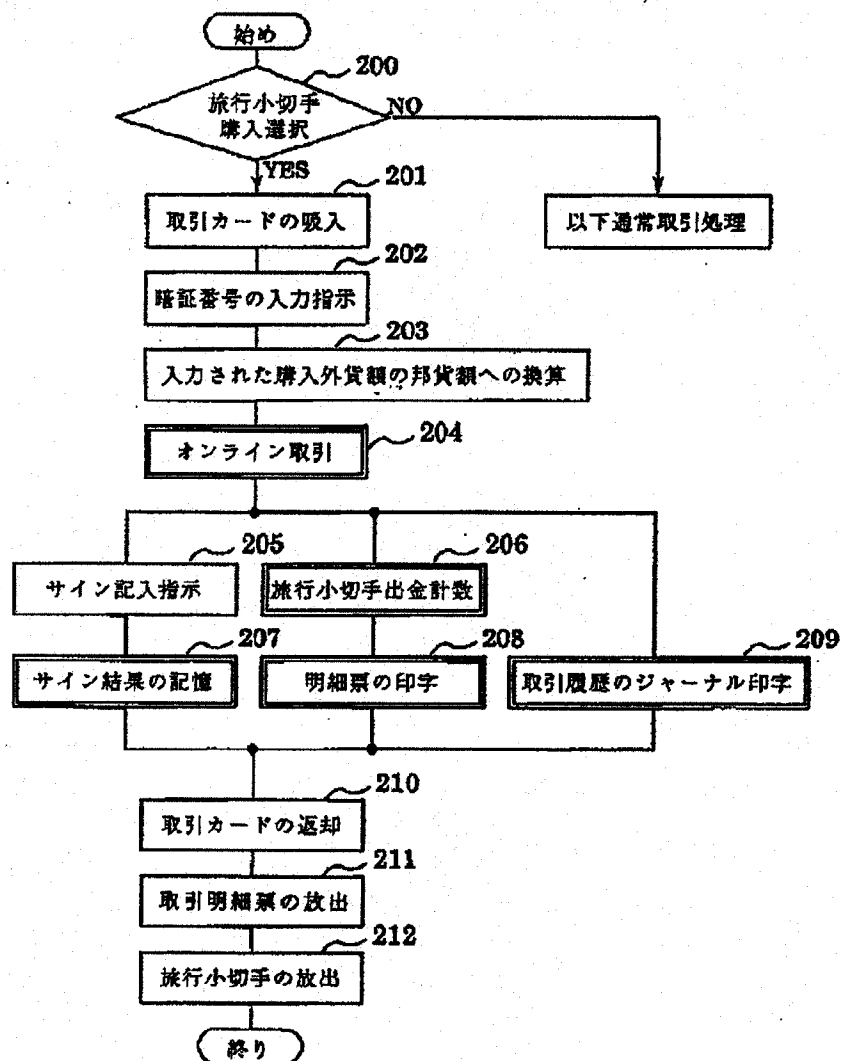 始め
200
旅行小切手
購入選択
NO
YES
201
取引カードの吸入
以下通常取引処理
202
暗証番号の入力指示
203
入力された購入外貨額の邦貨額への換算
204
オンライン取引
205
サイン記入指示
206
旅行小切手出金計数
207
サイン結果の記憶
208
明細票の印字
209
取引履歴のジャーナル印字
210
取引カードの返却
211
取引明細票の放出
212
旅行小切手の放出
終り